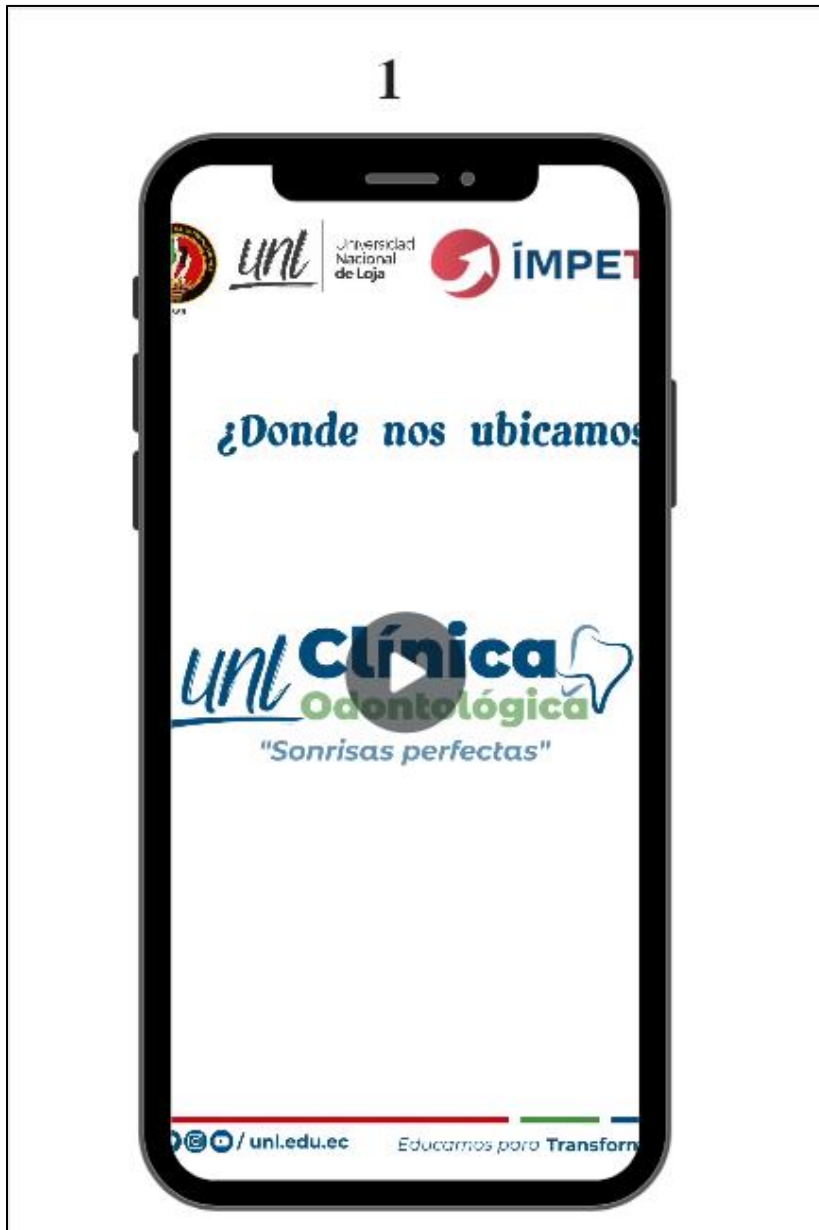 1
unl
Universidad
Nacional
de Loja
ÍMPET
¿Donde nos ubicamos
unl Clínica
Odontológica
"Sonrisas perfectas"
/ unl.edu.ec Educamos para Transform